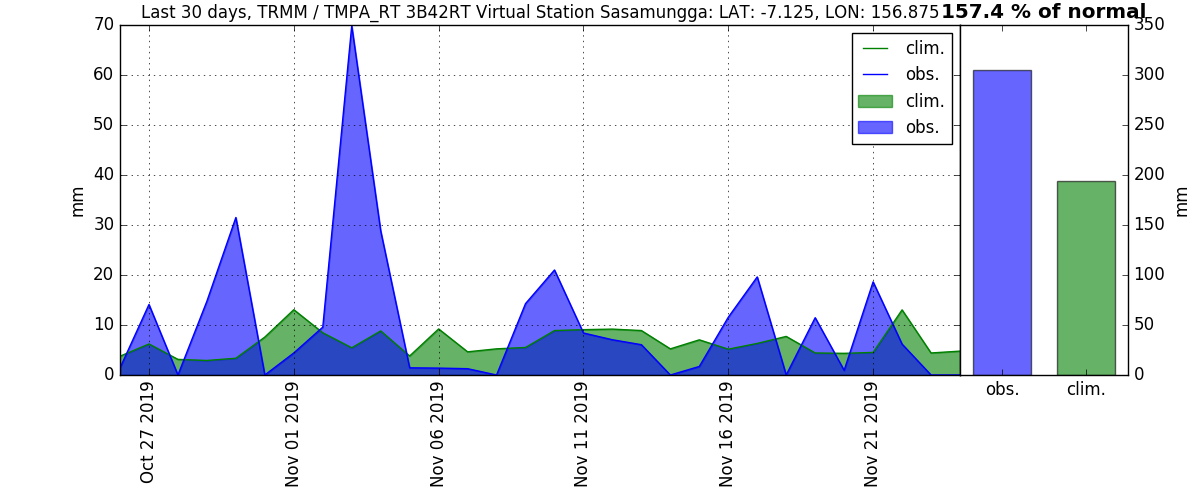 Last 30 days, TRMM / TMPA_RT 3B42RT Virtual Station Sasamungga: LAT: -7.125, LON: 156.875
157.4 % of normal
70
60
50
40
30
20
10
0
mm
clim.
obs.
clim.
obs.
Oct 27 2019
Nov 01 2019
Nov 06 2019
Nov 11 2019
Nov 16 2019
Nov 21 2019
350
300
250
200
150
100
50
0
mm
obs.
clim.